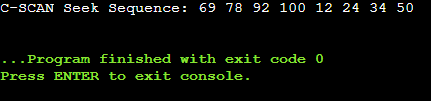 C-SCAN Seek Sequence: 69 78 92 100 12 24 34 50
...Program finished with exit code 0
Press ENTER to exit console.